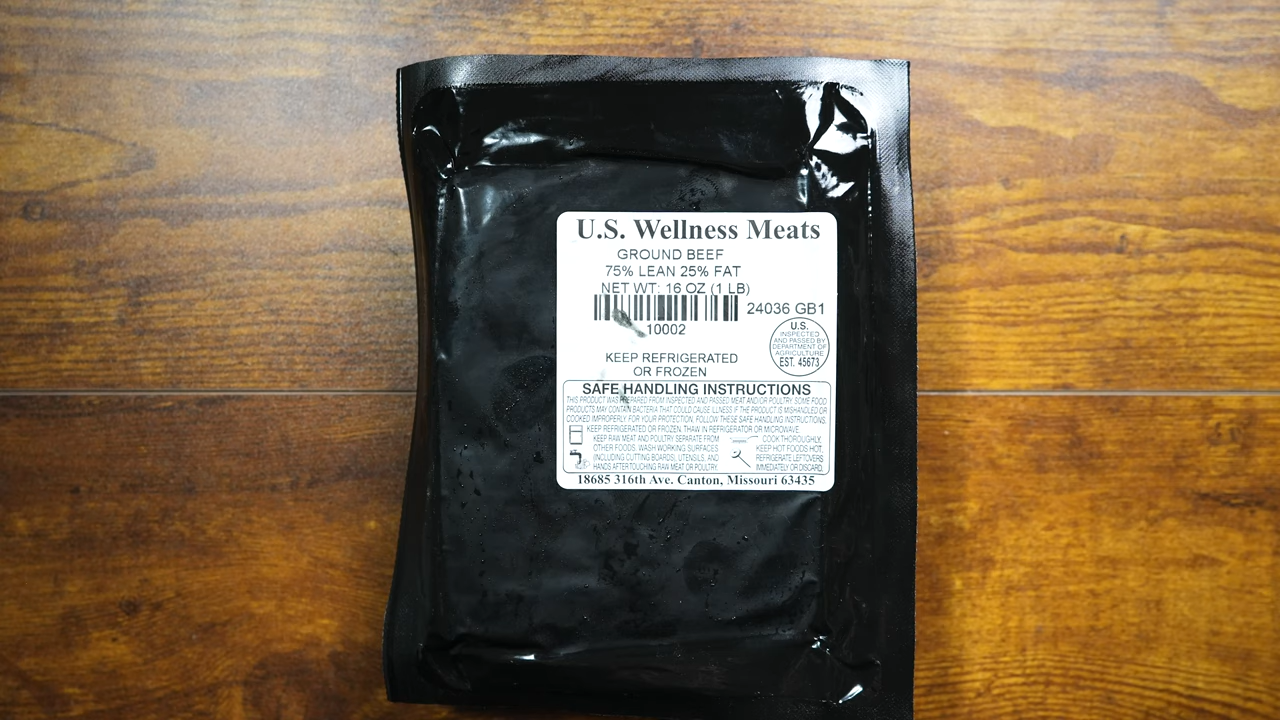 U.S. Wellness Meats
GROUND BEEF
75% LEAN 25% FAT
NET WT: 16 OZ (1 LB)
24036 GB1
10002
U.S.
INSPECTED
AND PASSED BY
DEPARTMENT OF
AGRICULTURE
EST. 45673
KEEP REFRIGERATED
OR FROZEN
SAFE HANDLING INSTRUCTIONS
THIS PRODUCT WAS PREPARED FROM INSPECTED AND PASSED MEAT AND/OR POULTRY. SOME FOOD
PRODUCTS MAY CONTAIN BACTERIA THAT COULD CAUSE ILLNESS IF THE PRODUCT IS MISHANDLED OR
COOKED IMPROPERLY. FOR YOUR PROTECTION, FOLLOW THESE SAFE HANDLING INSTRUCTIONS.
KEEP REFRIGERATED OR FROZEN. THAW IN REFRIGERATOR OR MICROWAVE.
KEEP RAW MEAT AND POULTRY SEPARATE FROM
OTHER FOODS. WASH WORKING SURFACES
(INCLUDING CUTTING BOARDS), UTENSILS, AND
HANDS AFTER TOUCHING RAW MEAT OR POULTRY.
COOK THOROUGHLY.
KEEP HOT FOODS HOT.
REFRIGERATE LEFTOVERS
IMMEDIATELY OR DISCARD.
18685 316th Ave. Canton, Missouri 63435